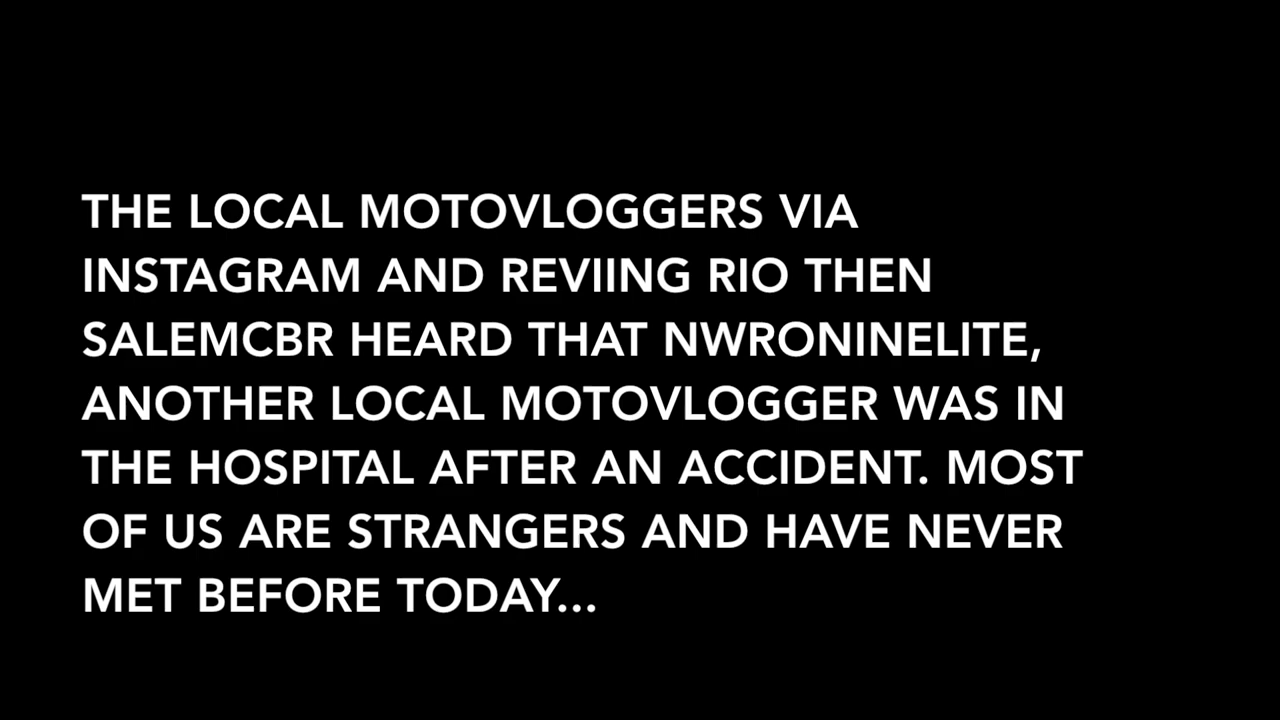 THE LOCAL MOTOVLOGGERS VIA
INSTAGRAM AND REVIING RIO THEN
SALEMCBR HEARD THAT NWRONINELITE,
ANOTHER LOCAL MOTOVLOGGER WAS IN
THE HOSPITAL AFTER AN ACCIDENT. MOST
OF US ARE STRANGERS AND HAVE NEVER
MET BEFORE TODAY...